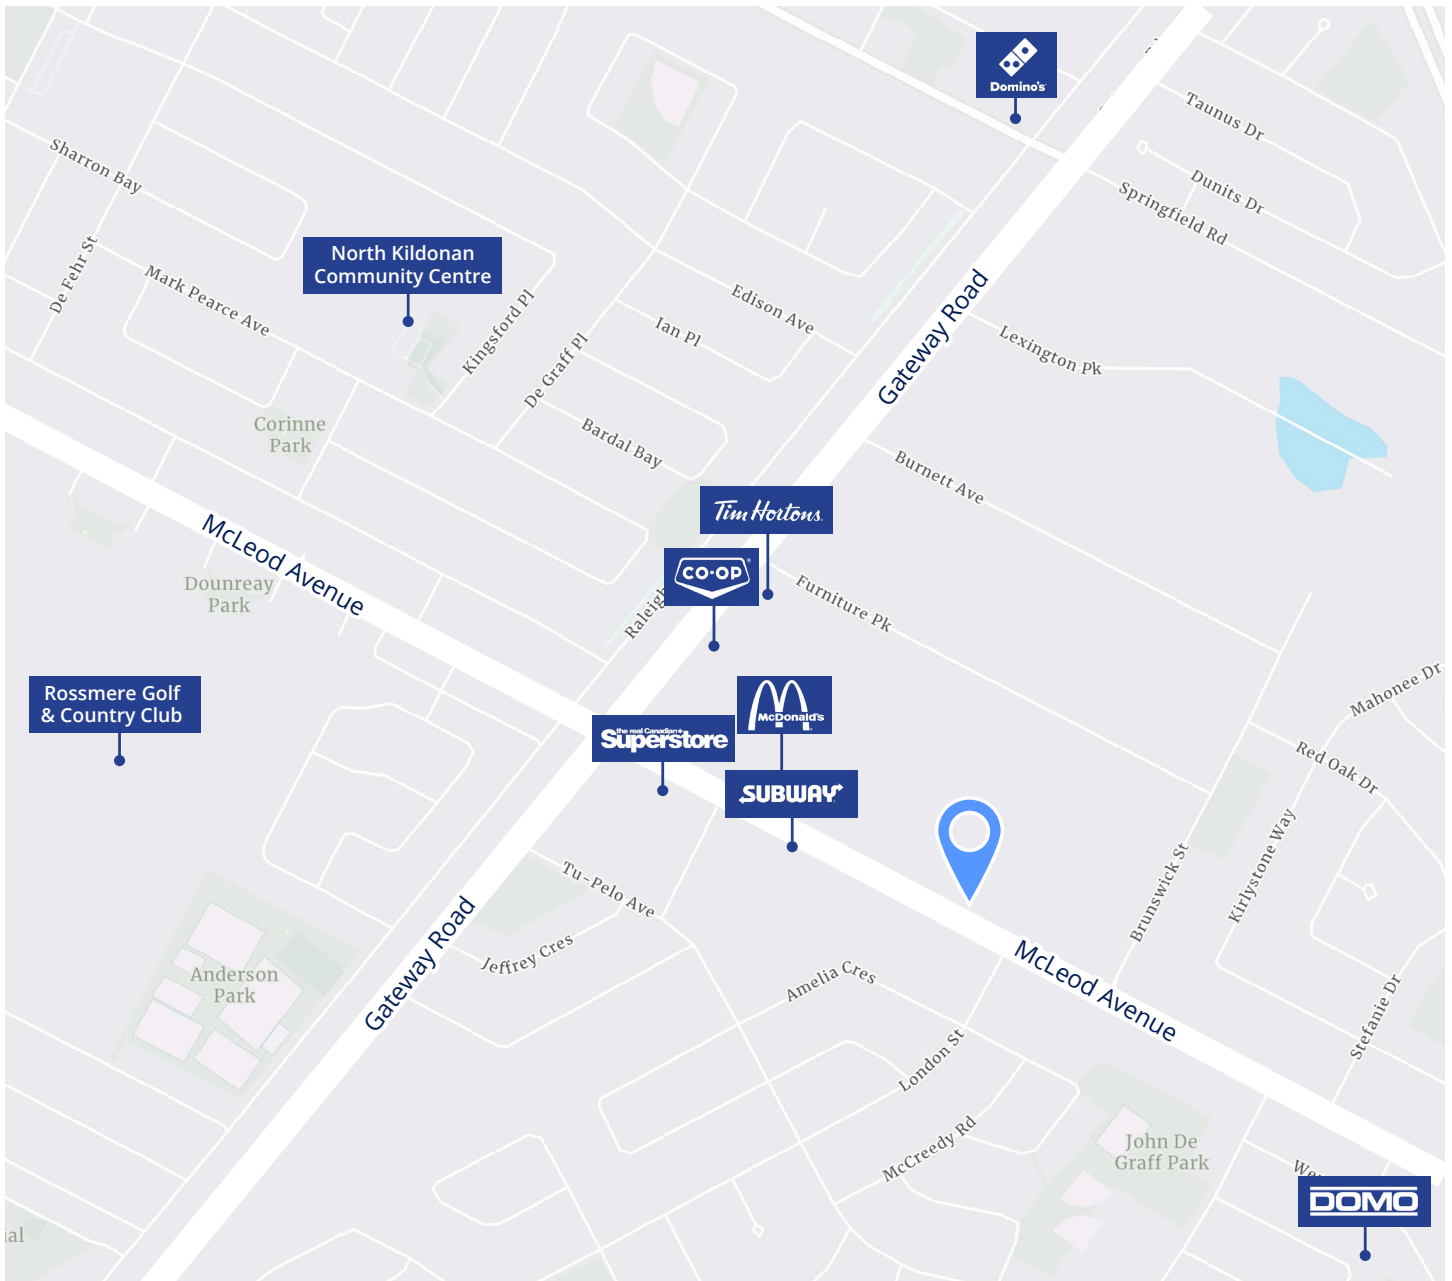 Domino's
Taunus Dr
Sharron Bay
Dunits Dr
Springfield Rd
North Kildonan
Community Centre
De Fehr St
Mark Pearce Ave
Kingsford Pl
Edison Ave
Ian Pl
Gateway Road
Lexington Pk
De Graff Pl
Corinne
Park
Bardal Bay
Burnett Ave
Tim Hortons
McLeod Avenue
CO-OP
Dounreay
Park
Furniture Pk
Raleigh
Rossmere Golf
& Country Club
McDonald's
Mahonee Dr
the real Canadian
Superstore
Red Oak Dr
SUBWAY
Kirlystone Way
Brunswick St
Tu-Pelo Ave
Gateway Road
Jeffrey Cres
Anderson
Park
Amelia Cres
McLeod Avenue
Stefanie Dr
London St
McCreedy Rd
John De
Graff Park
DOMO
ial